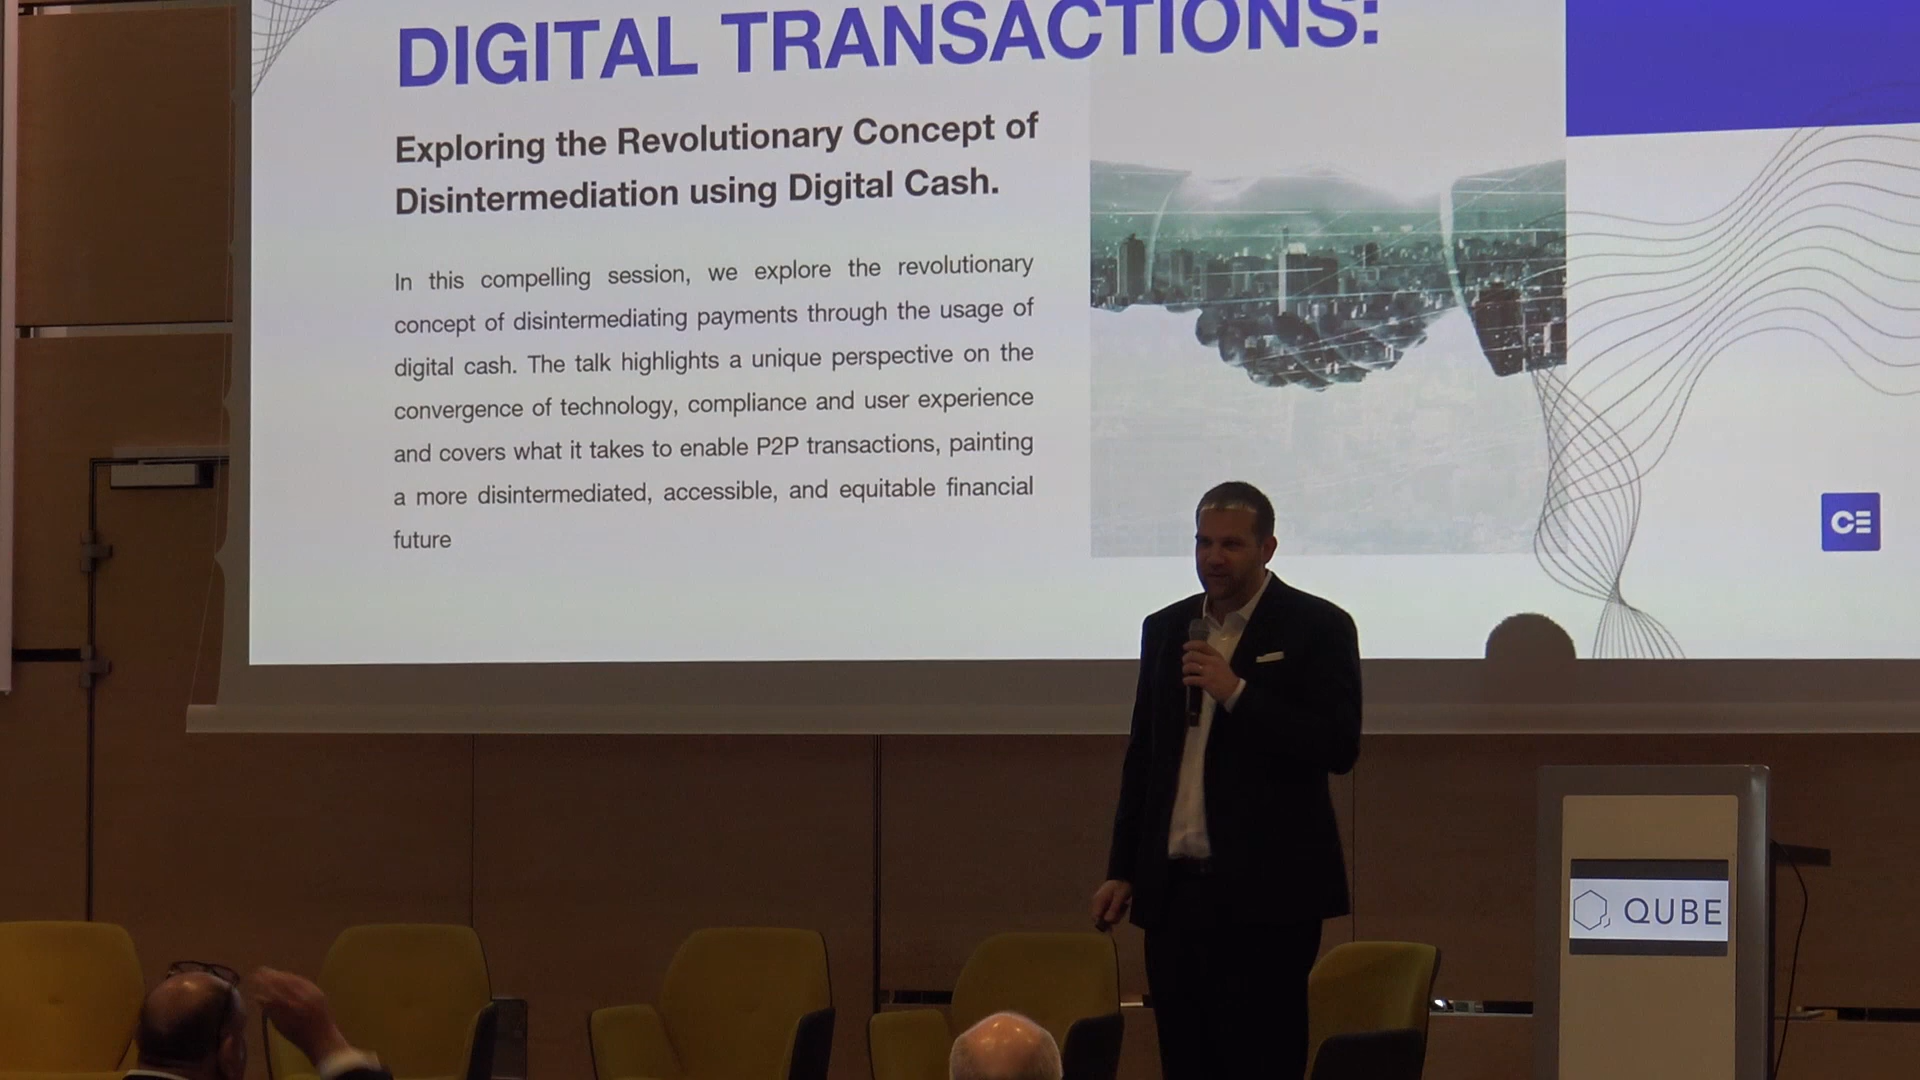 DIGITAL TRANSACTIONS:
Exploring the Revolutionary Concept of
Disintermediation using Digital Cash.
In this compelling session, we explore the revolutionary
concept of disintermediating payments through the usage of
digital cash. The talk highlights a unique perspective on the
convergence of technology, compliance and user experience
and covers what it takes to enable P2P transactions, painting
a more disintermediated, accessible, and equitable financial
future
CE
QUBE